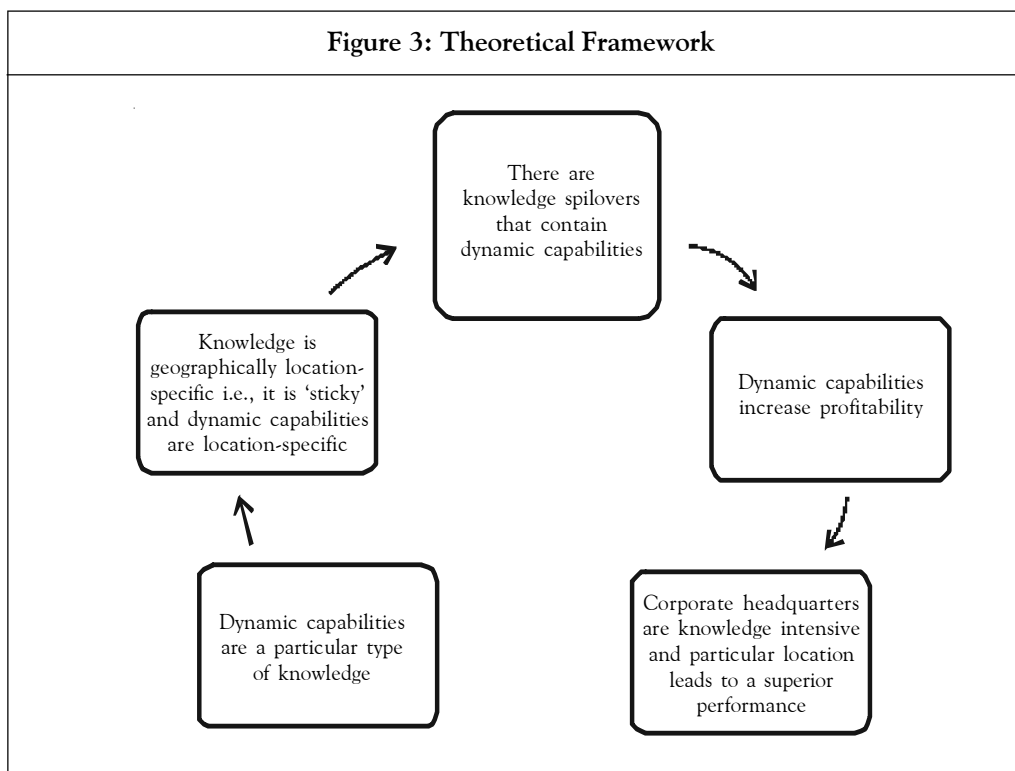 Figure 3: Theoretical Framework
There are
knowledge spilovers
that contain
dynamic capabilities
Knowledge is
geographically location-
specific i.e., it is ‘sticky’
and dynamic capabilities
are location-specific
Dynamic capabilities
increase profitability
Dynamic capabilities
are a particular type
of knowledge
Corporate headquarters
are knowledge intensive
and particular location
leads to a superior
performance